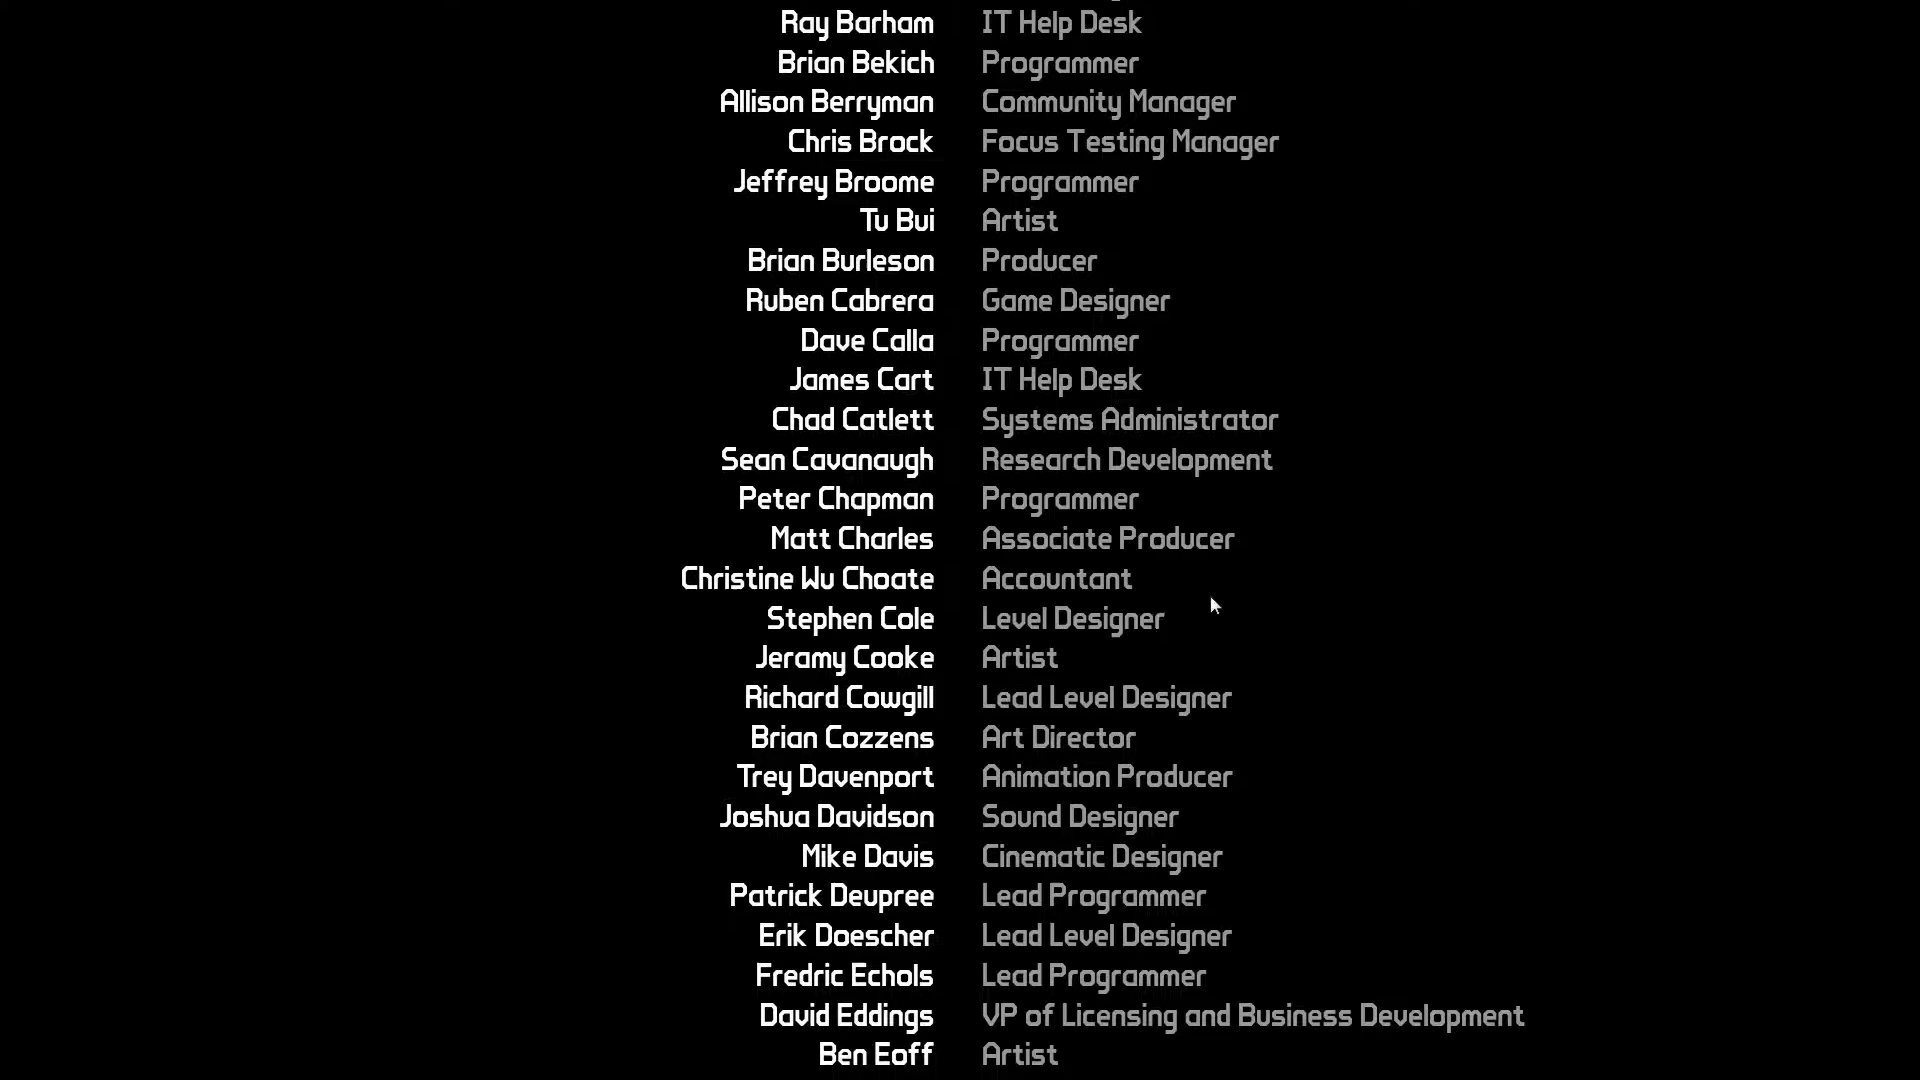 Ray Barham IT Help Desk
Brian Bekich Programmer
Allison Berryman Community Manager
Chris Brock Focus Testing Manager
Jeffrey Broome Programmer
Tu Bui Artist
Brian Burleson Producer
Ruben Cabrera Game Designer
Dave Calla Programmer
James Cart IT Help Desk
Chad Catlett Systems Administrator
Sean Cavanaugh Research Development
Peter Chapman Programmer
Matt Charles Associate Producer
Christine Wu Choate Accountant
Stephen Cole Level Designer
Jeramy Cooke Artist
Richard Cowgill Lead Level Designer
Brian Cozzens Art Director
Trey Davenport Animation Producer
Joshua Davidson Sound Designer
Mike Davis Cinematic Designer
Patrick Deupree Lead Programmer
Erik Doescher Lead Level Designer
Fredric Echols Lead Programmer
David Eddings VP of Licensing and Business Development
Ben Eoff Artist